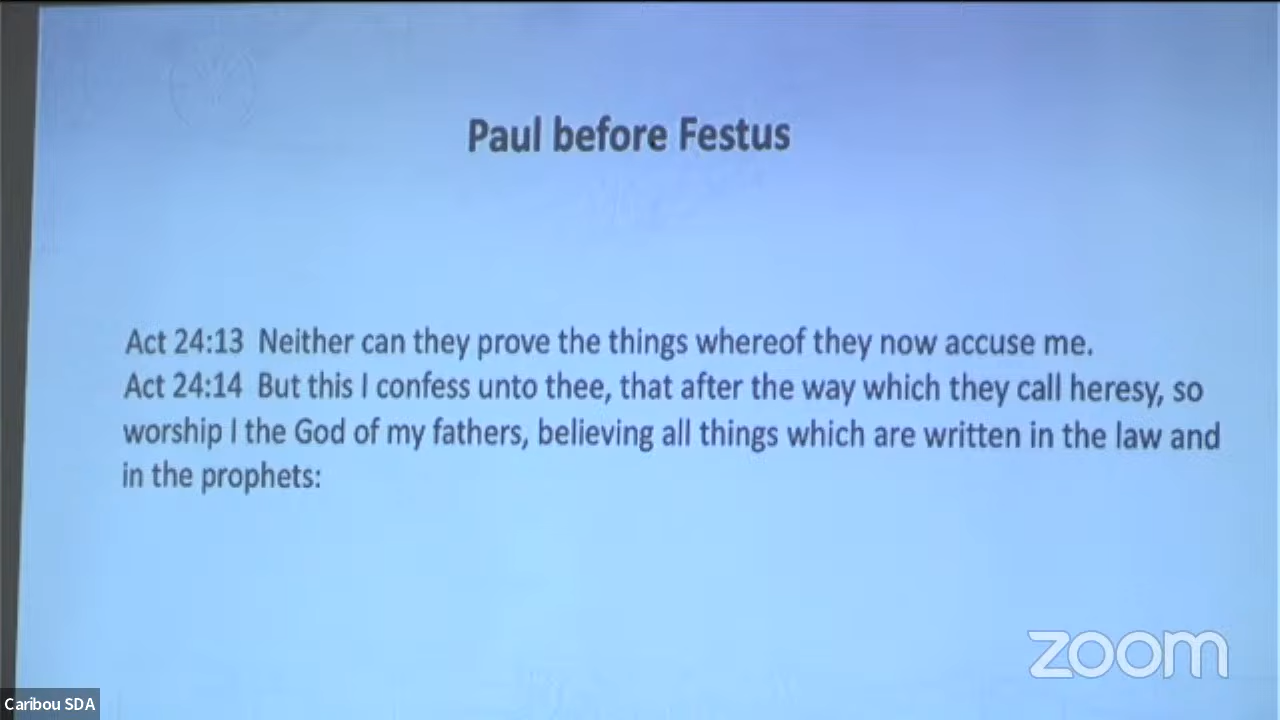 Paul before Festus
Act 24:13 Neither can they prove the things whereof they now accuse me.
Act 24:14 But this I confess unto thee, that after the way which they call heresy, so
worship I the God of my fathers, believing all things which are written in the law and
in the prophets:
zoom
Caribou SDA